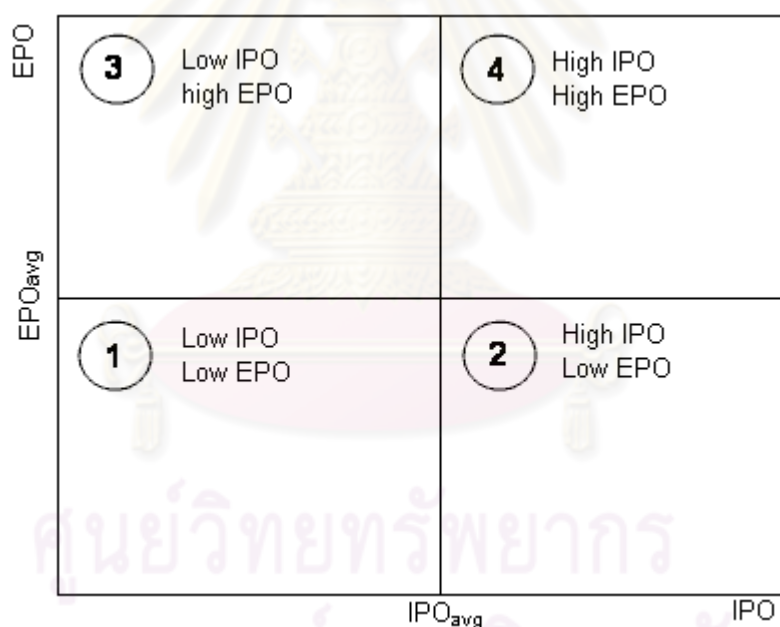 EPO
3
Low IPO
high EPO
4
High IPO
High EPO
EPOavg
1
Low IPO
Low EPO
2
High IPO
Low EPO
ศูนย์วิทยทรัพยากร
IPOavg
IPO